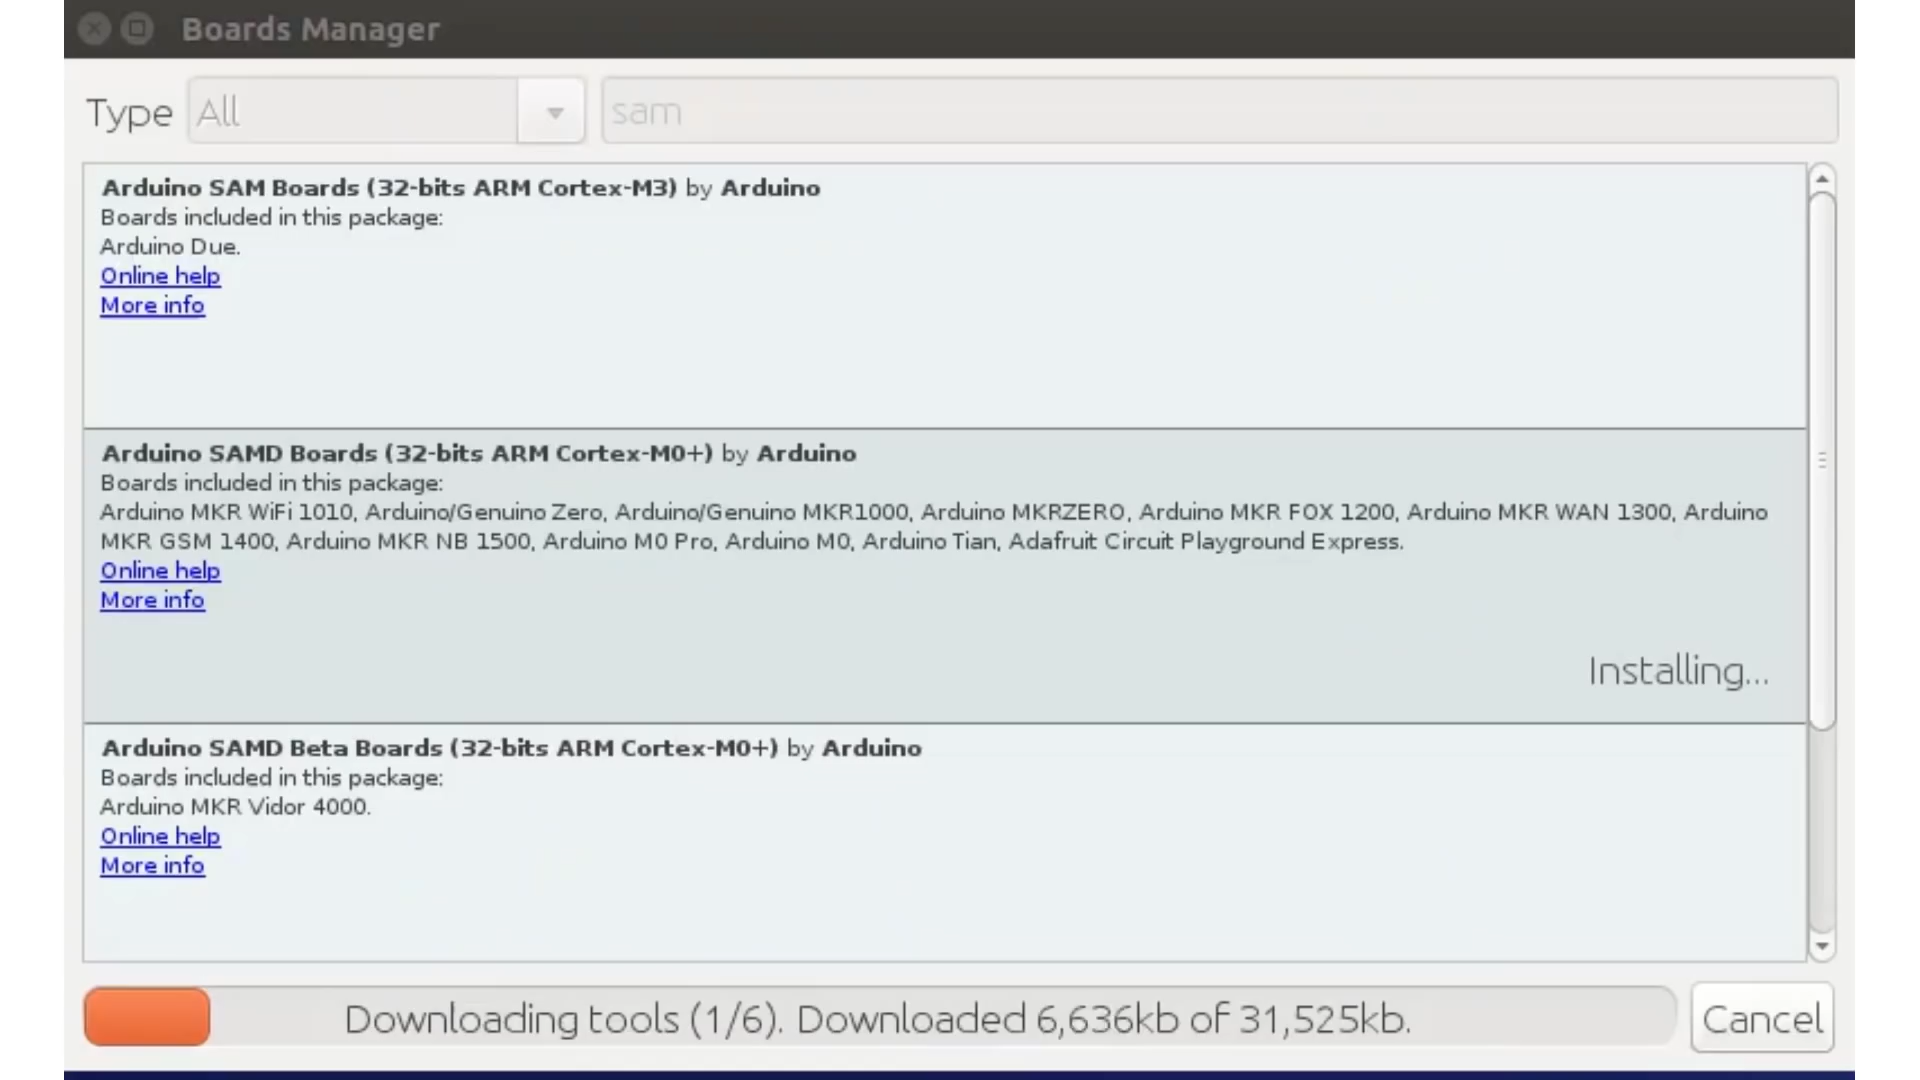 Boards Manager
Type All sam
Arduino SAM Boards (32-bits ARM Cortex-M3) by Arduino
Boards included in this package:
Arduino Due.
Online help
More info
Arduino SAMD Boards (32-bits ARM Cortex-M0+) by Arduino
Boards included in this package:
Arduino MKR WiFi 1010, Arduino/Genuino Zero, Arduino/Genuino MKR1000, Arduino MKRZERO, Arduino MKR FOX 1200, Arduino MKR WAN 1300, Arduino
MKR GSM 1400, Arduino MKR NB 1500, Arduino M0 Pro, Arduino M0, Arduino Tian, Adafruit Circuit Playground Express.
Online help
More info
Installing...
Arduino SAMD Beta Boards (32-bits ARM Cortex-M0+) by Arduino
Boards included in this package:
Arduino MKR Vidor 4000.
Online help
More info
Downloading tools (1/6). Downloaded 6,636kb of 31,525kb. Cancel